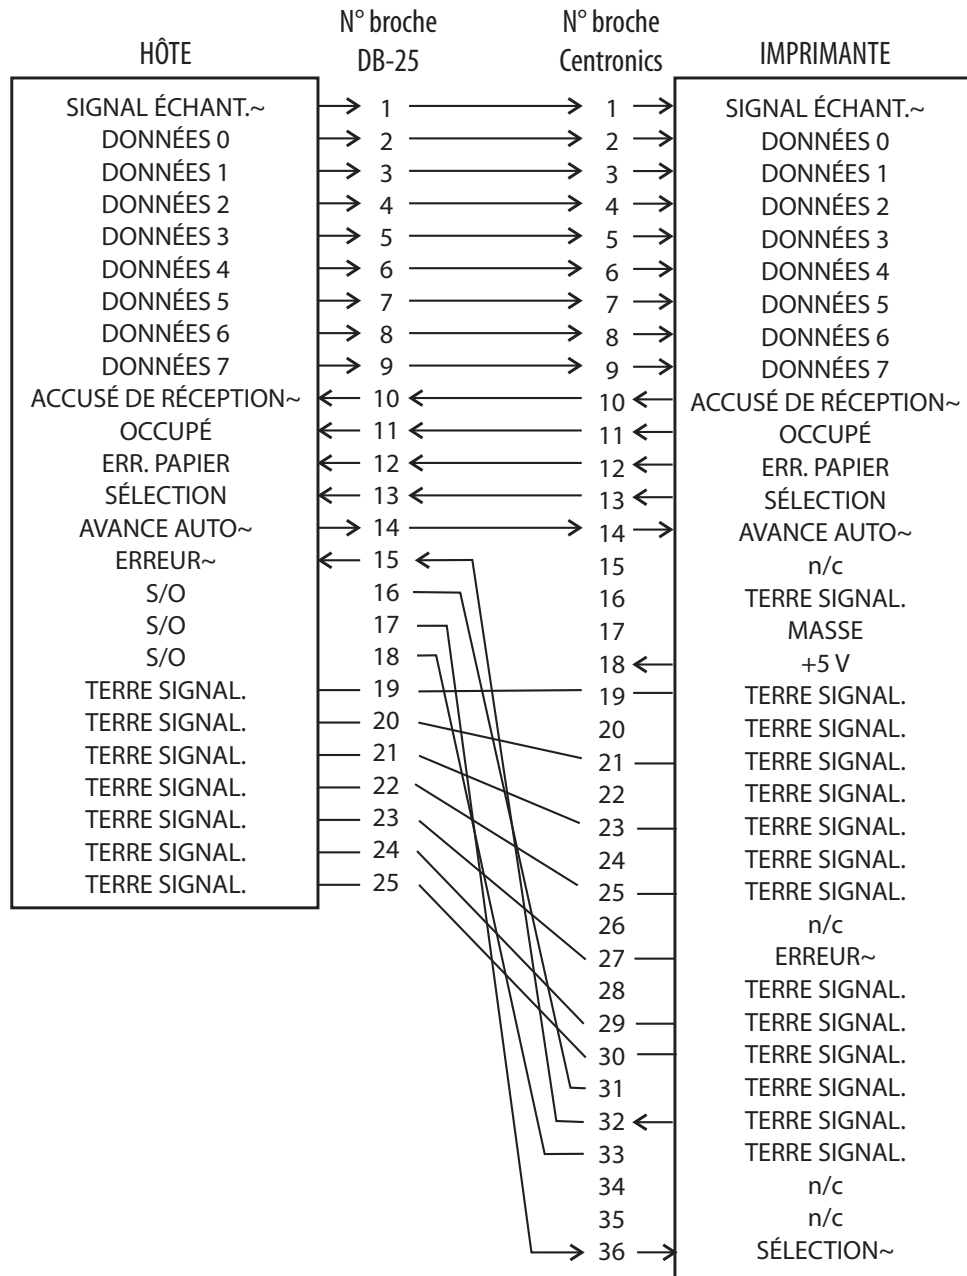 HÔTE N° broche DB-25 N° broche Centronics IMPRIMANTE
SIGNAL ÉCHANT.~ 1 1 SIGNAL ÉCHANT.~
DONNÉES 0 2 2 DONNÉES 0
DONNÉES 1 3 3 DONNÉES 1
DONNÉES 2 4 4 DONNÉES 2
DONNÉES 3 5 5 DONNÉES 3
DONNÉES 4 6 6 DONNÉES 4
DONNÉES 5 7 7 DONNÉES 5
DONNÉES 6 8 8 DONNÉES 6
DONNÉES 7 9 9 DONNÉES 7
ACCUSÉ DE RÉCEPTION~ 10 10 ACCUSÉ DE RÉCEPTION~
OCCUPÉ 11 11 OCCUPÉ
ERR. PAPIER 12 12 ERR. PAPIER
SÉLECTION 13 13 SÉLECTION
AVANCE AUTO~ 14 14 AVANCE AUTO~
ERREUR~ 15 15 n/c
S/O 16 16 TERRE SIGNAL.
S/O 17 17 MASSE
S/O 18 18 +5 V
TERRE SIGNAL. 19 19 TERRE SIGNAL.
TERRE SIGNAL. 20 20 TERRE SIGNAL.
TERRE SIGNAL. 21 21 TERRE SIGNAL.
TERRE SIGNAL. 22 22 TERRE SIGNAL.
TERRE SIGNAL. 23 23 TERRE SIGNAL.
TERRE SIGNAL. 24 24 TERRE SIGNAL.
TERRE SIGNAL. 25 25 TERRE SIGNAL.
26 n/c
27 ERREUR~
28 TERRE SIGNAL.
29 TERRE SIGNAL.
30 TERRE SIGNAL.
31 TERRE SIGNAL.
32 TERRE SIGNAL.
33 TERRE SIGNAL.
34 n/c
35 n/c
36 SÉLECTION~